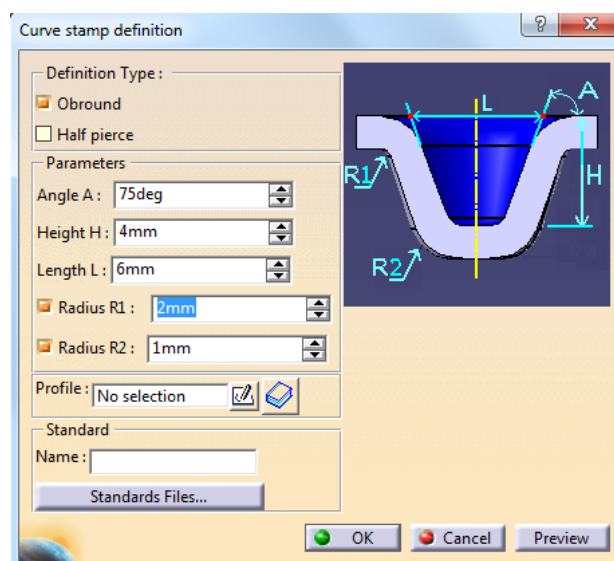 Curve stamp definition
?
X
Definition Type :
Obround
Half pierce
Parameters
Angle A : 75deg
Height H : 4mm
Length L : 6mm
Radius R1 : 2mm
Radius R2 : 1mm
Profile : No selection
Standard
Name :
Standards Files...
L
A
R1
H
R2
OK Cancel Preview